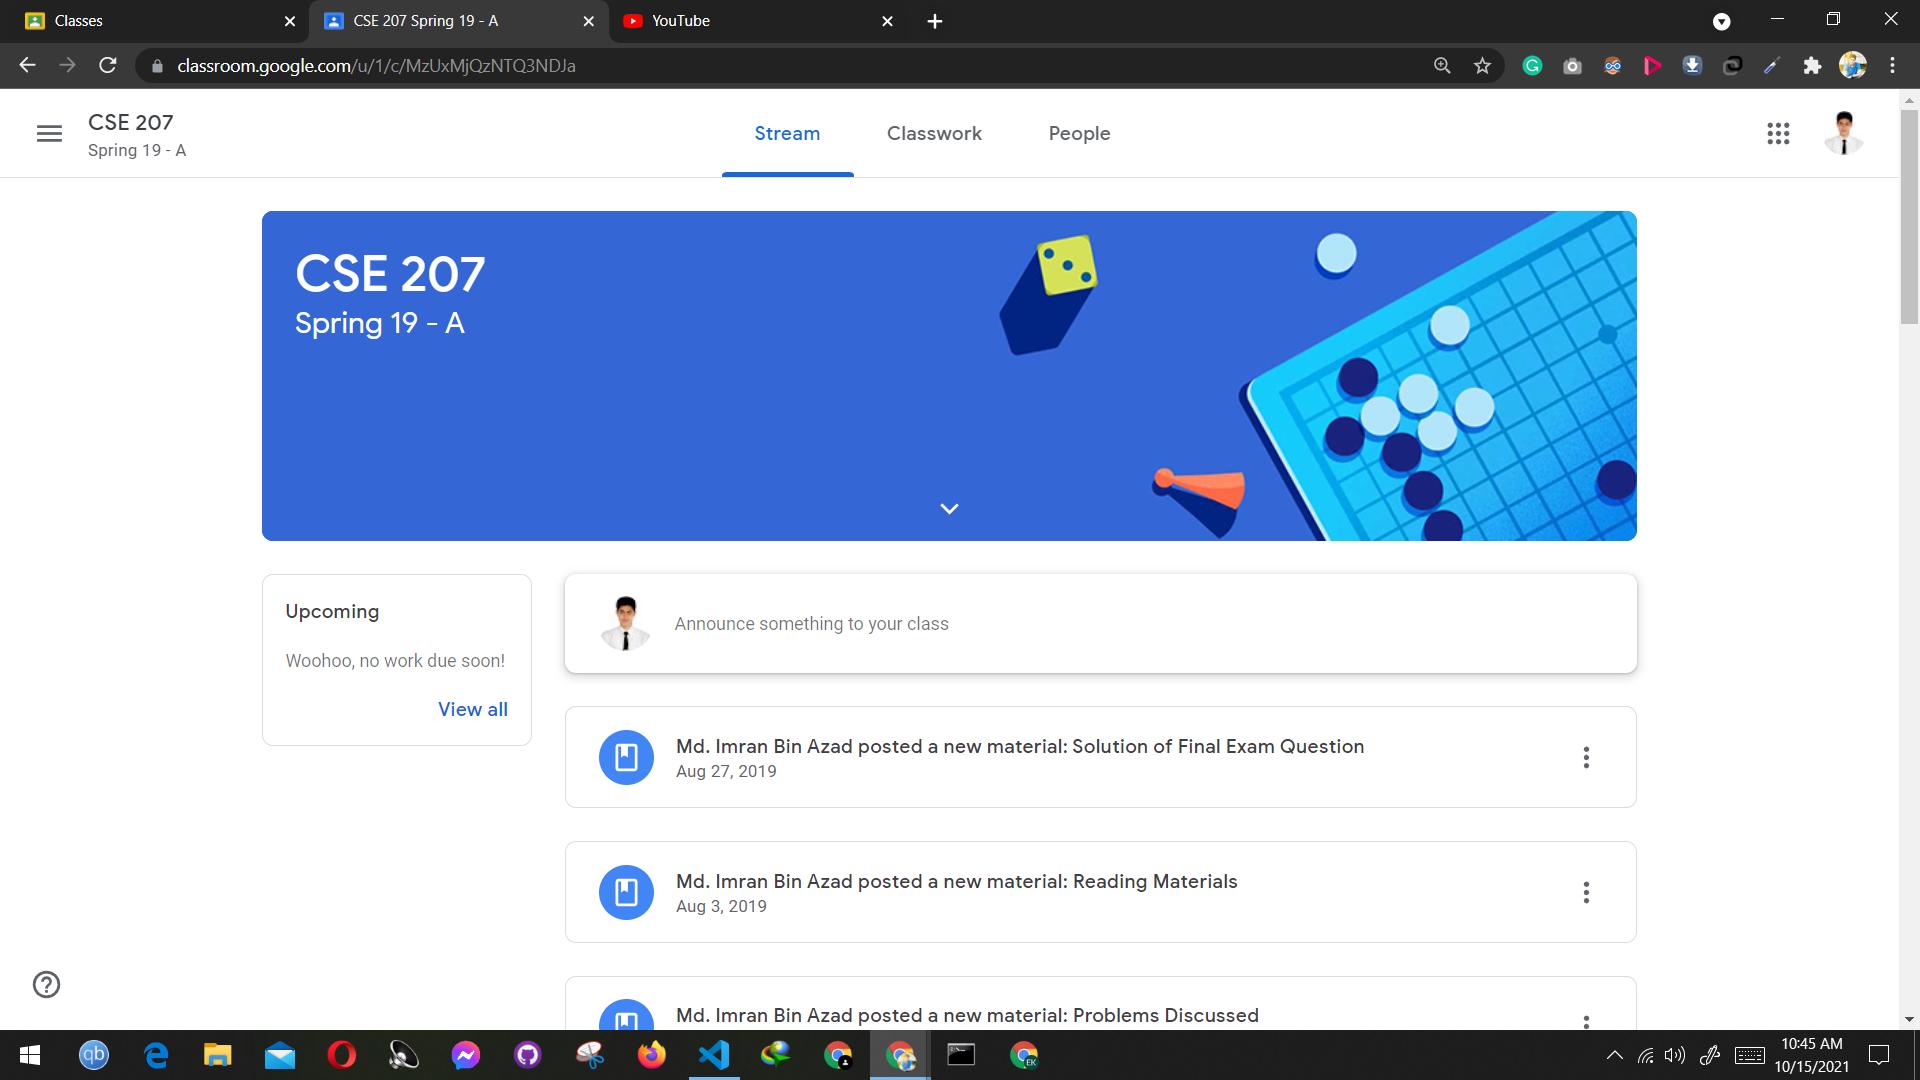 Classes
CSE 207 Spring 19 - A
YouTube
classroom.google.com/u/1/c/MzUxMjQzNTQ3NDJa
CSE 207
Spring 19 - A
Stream
Classwork
People
CSE 207
Spring 19 - A
Upcoming
Woohoo, no work due soon!
View all
Announce something to your class
Md. Imran Bin Azad posted a new material: Solution of Final Exam Question
Aug 27, 2019
Md. Imran Bin Azad posted a new material: Reading Materials
Aug 3, 2019
Md. Imran Bin Azad posted a new material: Problems Discussed
qb
EK
10:45 AM
10/15/2021